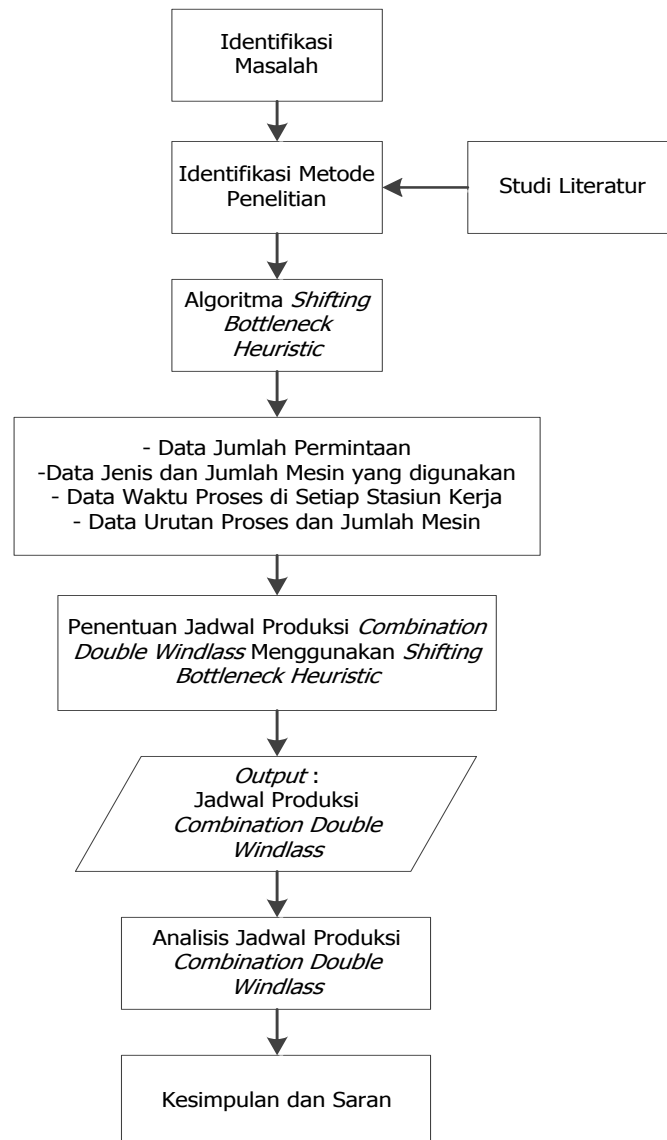 Identifikasi
Masalah
Identifikasi Metode
Penelitian
Studi Literatur
Algoritma Shifting
Bottleneck
Heuristic
- Data Jumlah Permintaan
-Data Jenis dan Jumlah Mesin yang digunakan
- Data Waktu Proses di Setiap Stasiun Kerja
- Data Urutan Proses dan Jumlah Mesin
Penentuan Jadwal Produksi Combination
Double Windlass Menggunakan Shifting
Bottleneck Heuristic
Output :
Jadwal Produksi
Combination Double
Windlass
Analisis Jadwal Produksi
Combination Double
Windlass
Kesimpulan dan Saran